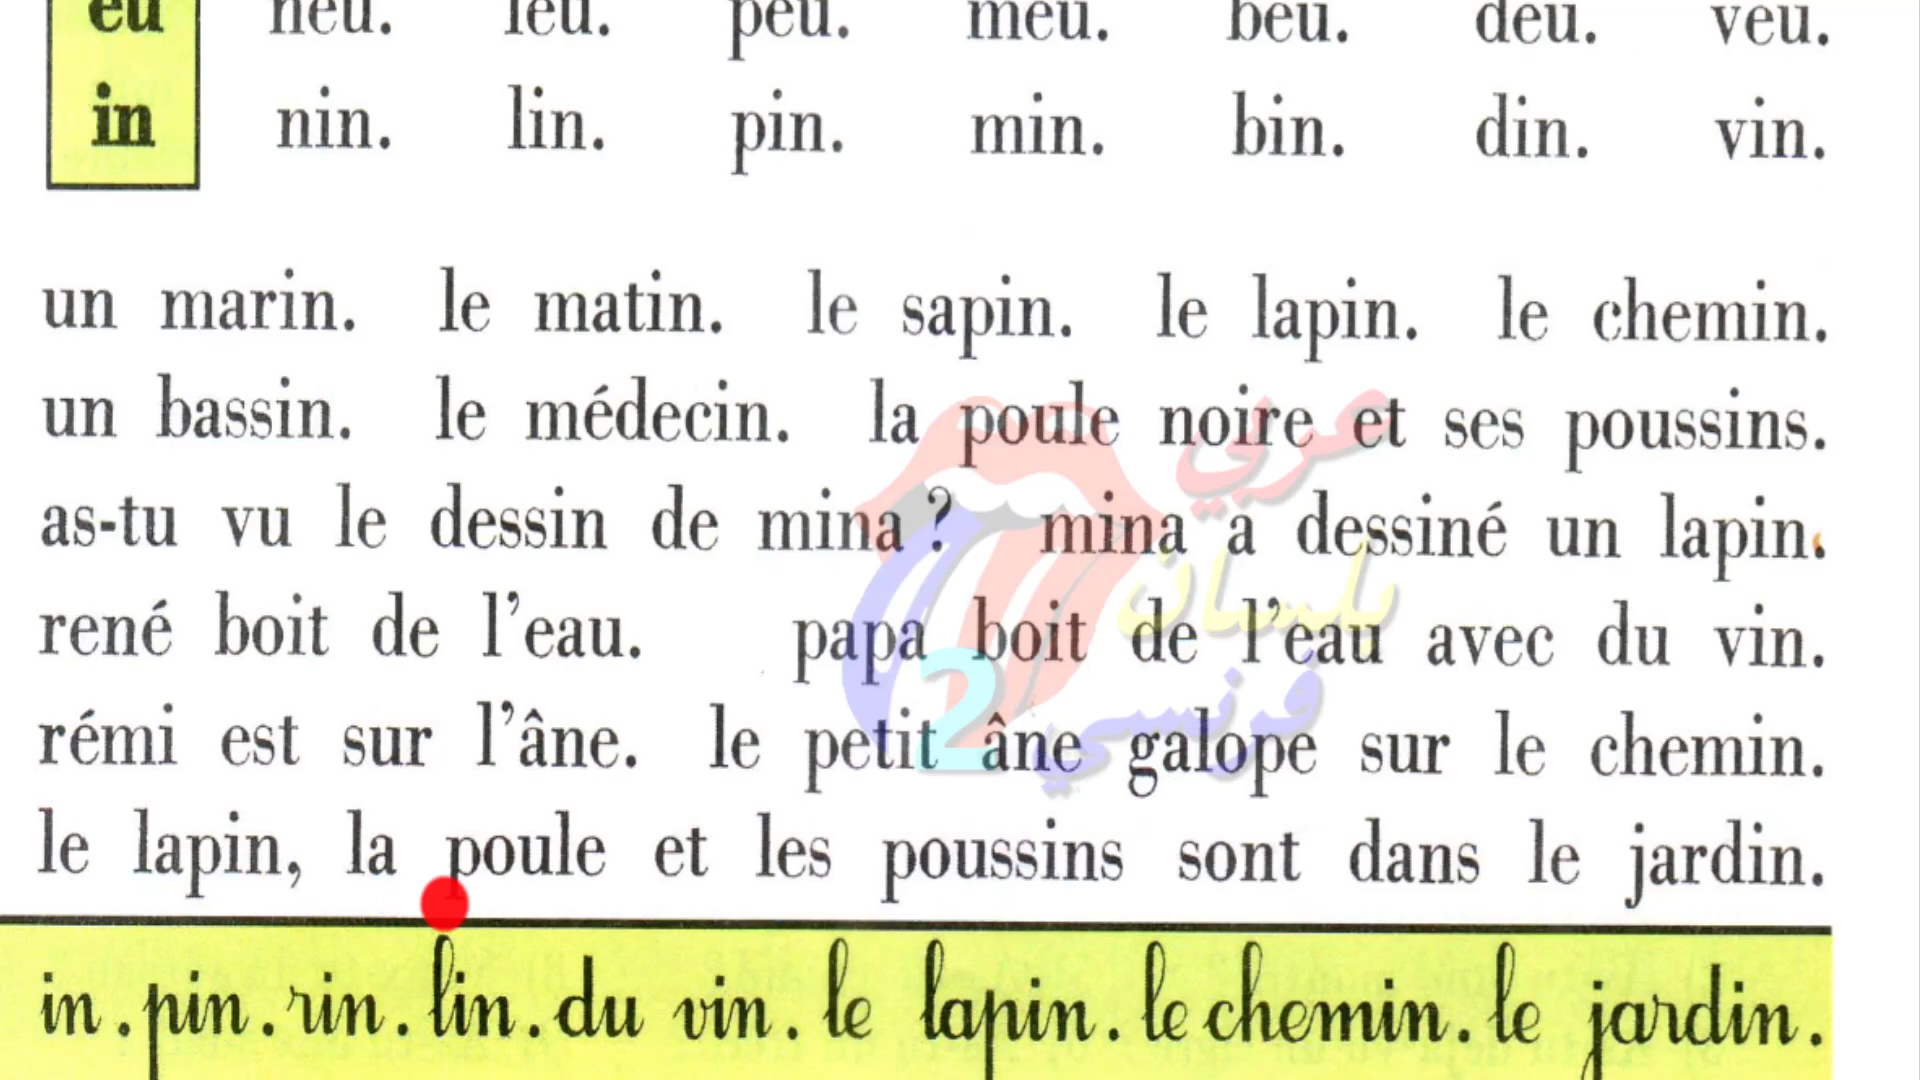 eu neu. leu. peu. meu. beu. deu. veu.
in nin. lin. pin. min. bin. din. vin.
un marin. le matin. le sapin. le lapin. le chemin.
un bassin. le médecin. la poule noire et ses poussins.
as-tu vu le dessin de mina ? mina a dessiné un lapin.
rené boit de l'eau. papa boit de l'eau avec du vin.
rémi est sur l'âne. le petit âne galope sur le chemin.
le lapin, la poule et les poussins sont dans le jardin.
in. pin. rin. lin. du vin. le lapin. le chemin. le jardin.
عربي
بلسان
فرنسي
2